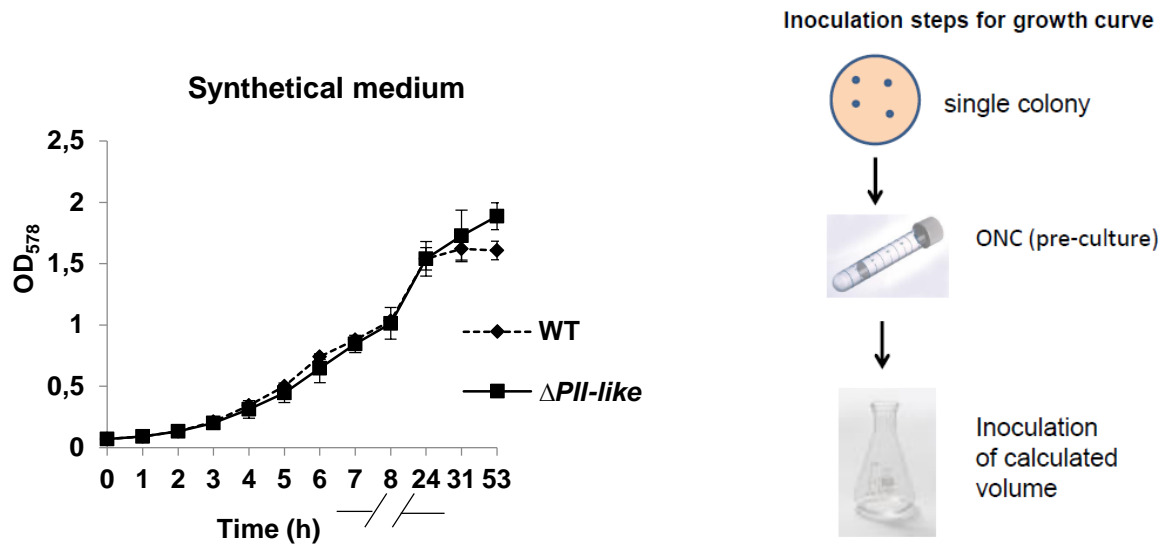 Inoculation steps for growth curve
Synthetical medium
2,5
2
1,5
1
0,5
0
OD578
0 1 2 3 4 5 6 7 8 24 31 53
Time (h)
WT
ΔPII-like
single colony
ONC (pre-culture)
Inoculation
of calculated
volume